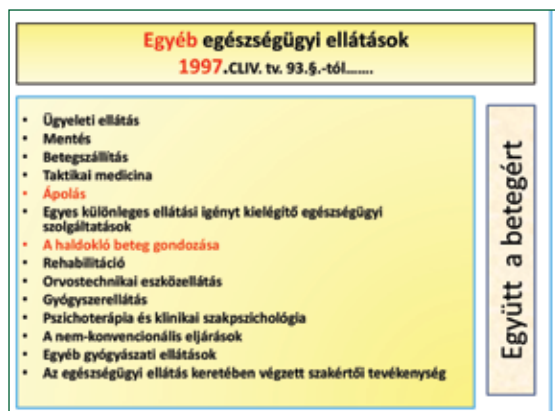 Egyéb egészségügyi ellátások
1997.CLIV. tv. 93.§.-tól.......
• Ügyeleti ellátás
• Mentés
• Betegszállítás
• Taktikai medicina
• Ápolás
• Egyes különleges ellátási igényt kielégítő egészségügyi
szolgáltatások
• A haldokló beteg gondozása
• Rehabilitáció
• Orvostechnikai eszközellátás
• Gyógyszerellátás
• Pszichoterápia és klinikai szakpszichológia
• A nem-konvencionális eljárások
• Egyéb gyógyászati ellátások
• Az egészségügyi ellátás keretében végzett szakértői tevékenység
Együtt a betegért